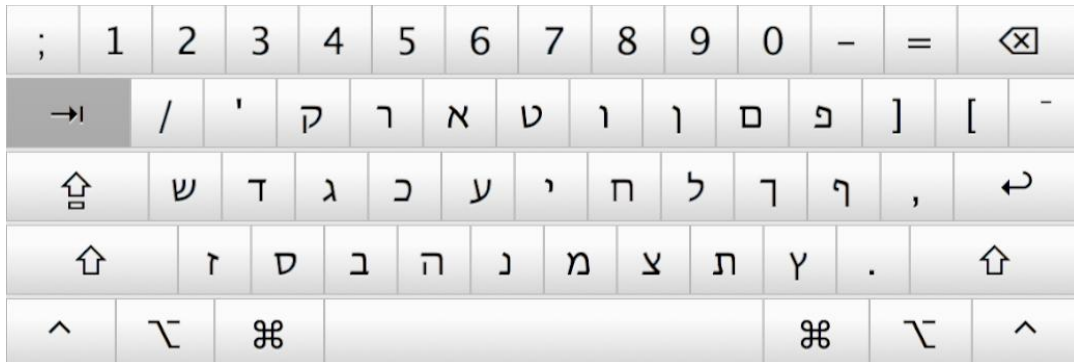 ; 1 2 3 4 5 6 7 8 9 0 - =
/ ' ק ר א ט ו ן ם פ ] [ ־
ש ד ג כ ע י ח ל ך ף ,
ז ס ב ה נ מ צ ת ץ .